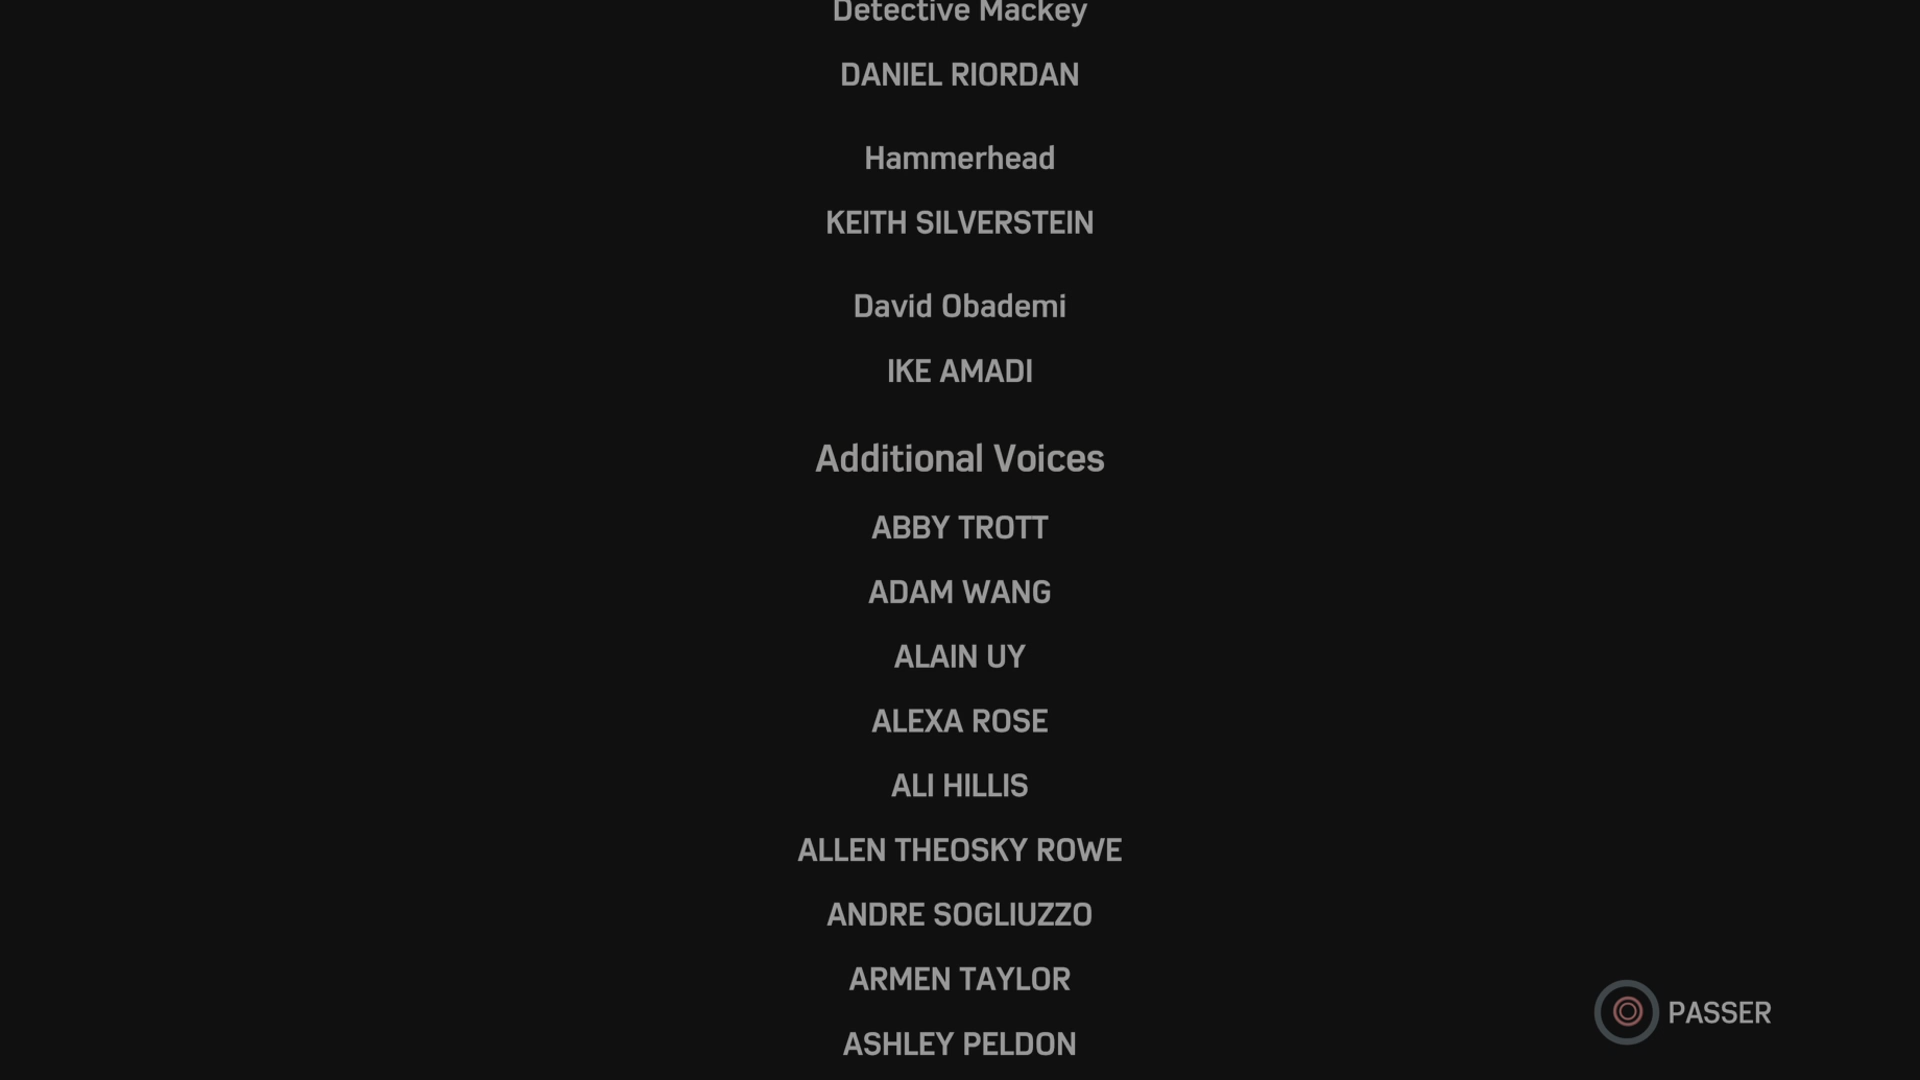 Detective Mackey
DANIEL RIORDAN
Hammerhead
KEITH SILVERSTEIN
David Obademi
IKE AMADI
Additional Voices
ABBY TROTT
ADAM WANG
ALAIN UY
ALEXA ROSE
ALI HILLIS
ALLEN THEOSKY ROWE
ANDRE SOGLIUZZO
ARMEN TAYLOR
ASHLEY PELDON
PASSER